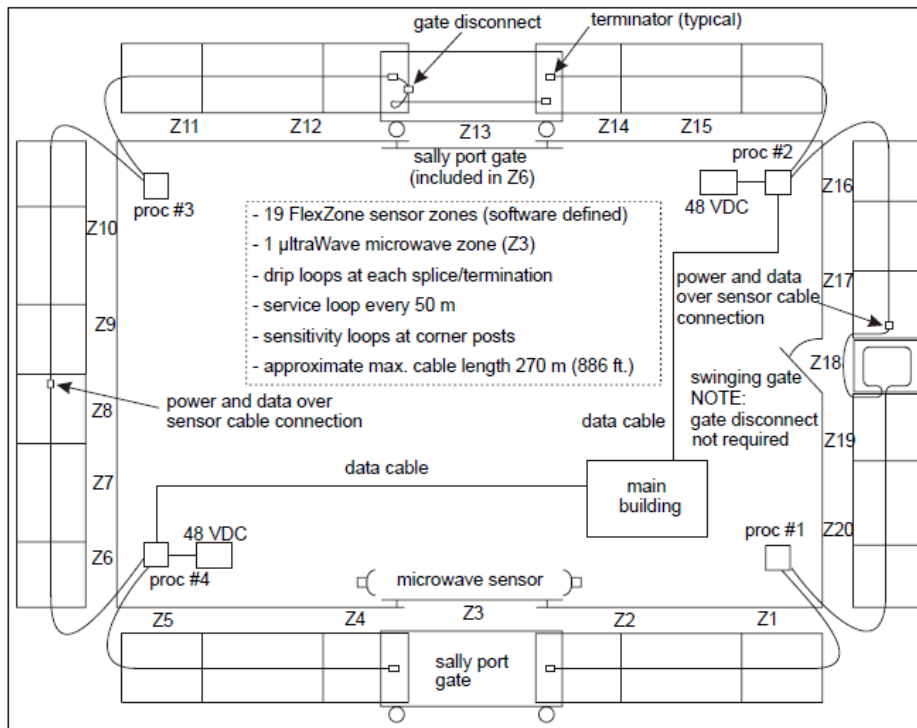 gate disconnect
terminator (typical)
Z11
Z12
Z13
Z14
Z15
sally port gate
(included in Z6)
proc #3
proc #2
48 VDC
Z16
Z10
- 19 FlexZone sensor zones (software defined)
- 1 µltraWave microwave zone (Z3)
- drip loops at each splice/termination
- service loop every 50 m
- sensitivity loops at corner posts
- approximate max. cable length 270 m (886 ft.)
Z17
power and data
over sensor cable
connection
Z9
Z18
swinging gate
NOTE:
gate disconnect
not required
Z8
power and data over
sensor cable connection
data cable
Z19
data cable
Z7
main
building
Z20
proc #1
48 VDC
Z6
proc #4
microwave sensor
Z5
Z4
Z3
Z2
Z1
sally port
gate